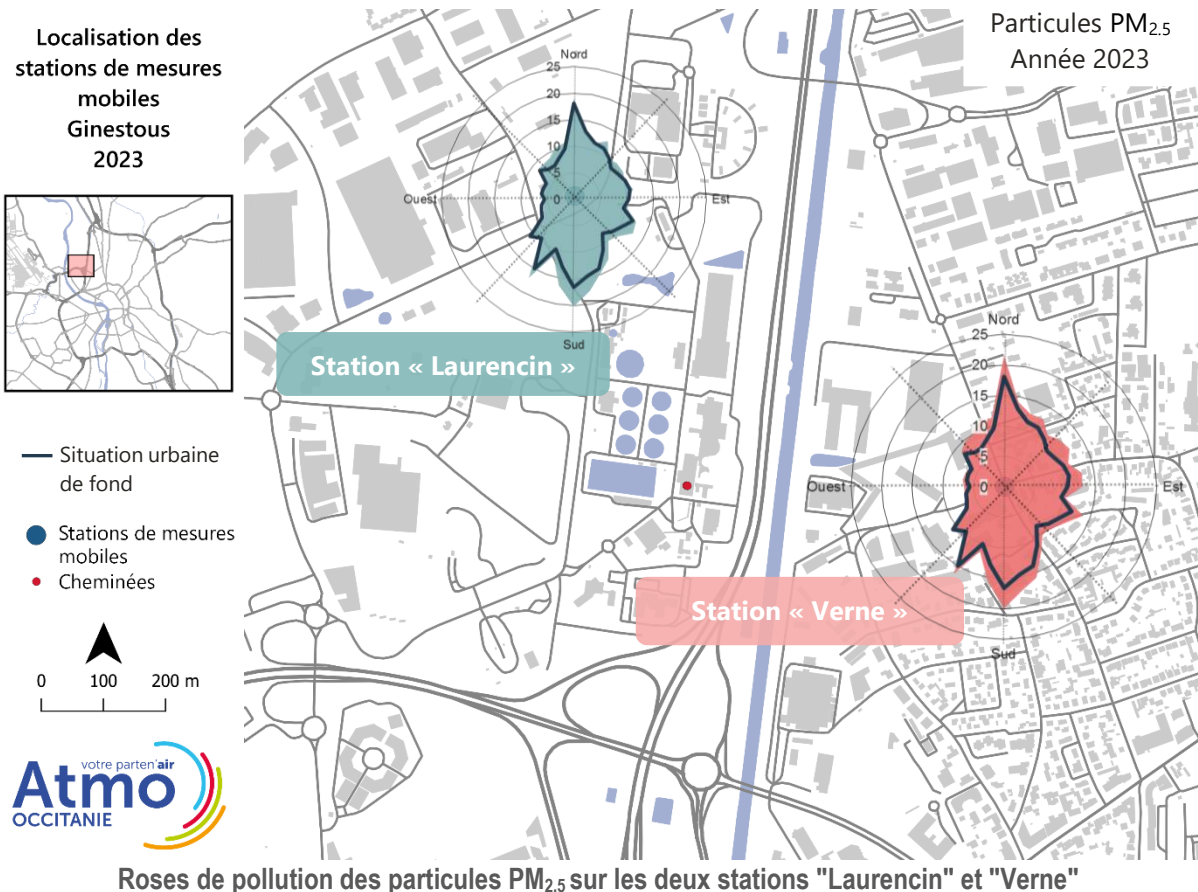 Localisation des
stations de mesures
mobiles
Ginestous
2023
Particules PM2.5
Année 2023
Nord
25
20
15
10
5
0
Ouest
Est
Sud
Station « Laurencin »
Nord
25
20
15
10
5
0
Ouest
Est
Sud
Station « Verne »
Situation urbaine
de fond
Stations de mesures
mobiles
Cheminées
0 100 200 m
votre parten'air
Atmo
OCCITANIE
Roses de pollution des particules PM2.5 sur les deux stations "Laurencin" et "Verne"